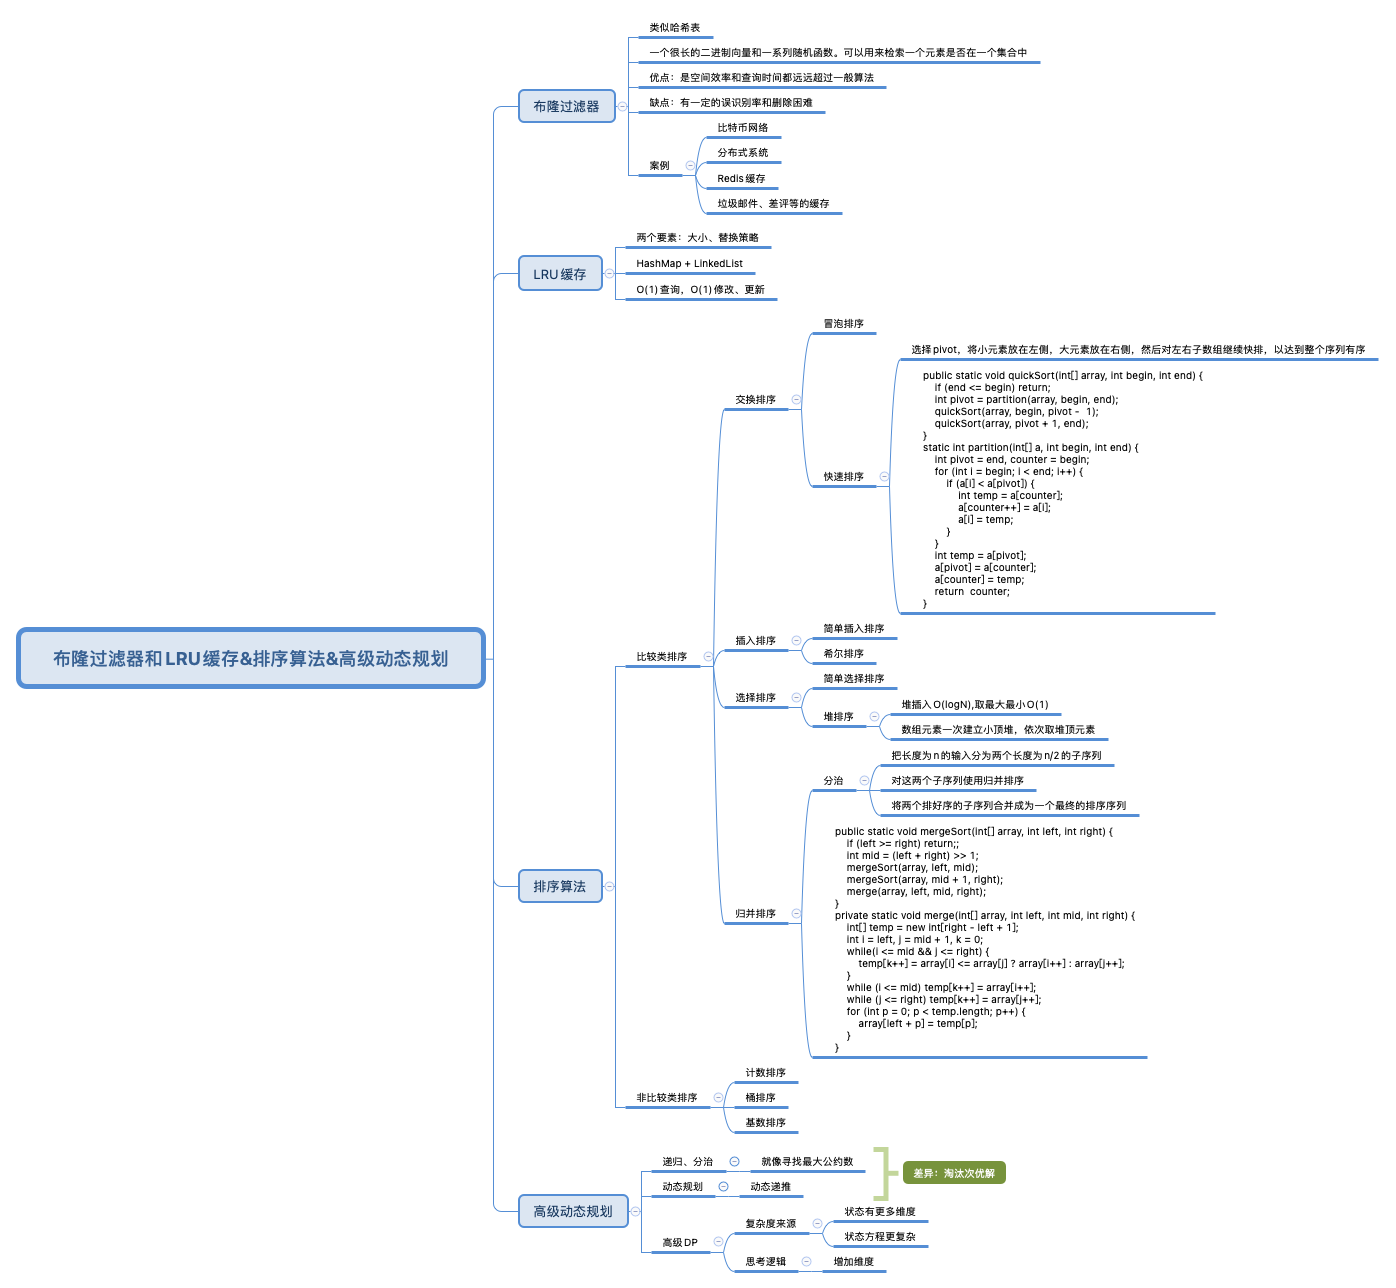 布隆过滤器和LRU缓存&排序算法&高级动态规划
布隆过滤器
类似哈希表
一个很长的二进制向量和一系列随机函数。可以用来检索一个元素是否在一个集合中
优点：是空间效率和查询时间都远远超过一般算法
缺点：有一定的误识别率和删除困难
案例
比特币网络
分布式系统
Redis缓存
垃圾邮件、差评等的缓存
LRU缓存
两个要素：大小、替换策略
HashMap + LinkedList
O(1)查询，O(1)修改、更新
排序算法
比较类排序
交换排序
冒泡排序
快速排序
选择pivot，将小元素放在左侧，大元素放在右侧，然后对左右子数组继续快排，以达到整个序列有序
public static void quickSort(int[] array, int begin, int end) {
    if (end <= begin) return;
    int pivot = partition(array, begin, end);
    quickSort(array, begin, pivot -  1);
    quickSort(array, pivot + 1, end);
}
static int partition(int[] a, int begin, int end) {
    int pivot = end, counter = begin;
    for (int i = begin; i < end; i++) {
        if (a[i] < a[pivot]) {
            int temp = a[counter];
            a[counter++] = a[i];
            a[i] = temp;
        }
    }
    int temp = a[pivot];
    a[pivot] = a[counter];
    a[counter] = temp;
    return  counter;
}
插入排序
简单插入排序
希尔排序
选择排序
简单选择排序
堆排序
堆插入O(logN),取最大最小O(1)
数组元素一次建立小顶堆，依次取堆顶元素
归并排序
分治
把长度为n的输入分为两个长度为n/2的子序列
对这两个子序列使用归并排序
将两个排好序的子序列合并成为一个最终的排序序列
public static void mergeSort(int[] array, int left, int right) {
    if (left >= right) return;;
    int mid = (left + right) >> 1;
    mergeSort(array, left, mid);
    mergeSort(array, mid + 1, right);
    merge(array, left, mid, right);
}
private static void merge(int[] array, int left, int mid, int right) {
    int[] temp = new int[right - left + 1];
    int i = left, j = mid + 1, k = 0;
    while(i <= mid && j <= right) {
        temp[k++] = array[i] <= array[j] ? array[i++] : array[j++];
    }
    while (i <= mid) temp[k++] = array[i++];
    while (j <= right) temp[k++] = array[j++];
    for (int p = 0; p < temp.length; p++) {
        array[left + p] = temp[p];
    }
}
非比较类排序
计数排序
桶排序
基数排序
高级动态规划
递归、分治
就像寻找最大公约数
动态规划
动态递推
差异：淘汰次优解
高级DP
复杂度来源
状态有更多维度
状态方程更复杂
思考逻辑
增加维度